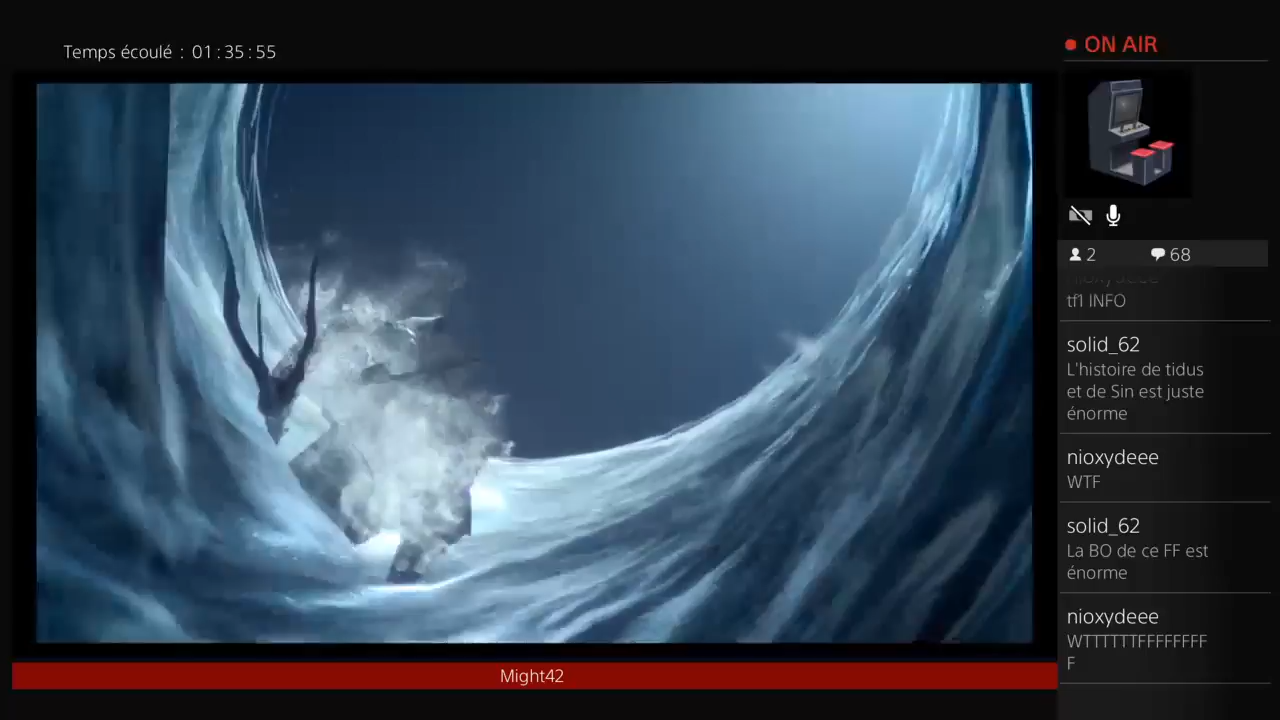 Temps écoulé : 01:35:55
ON AIR
2
68
tf1 INFO
solid_62
L'histoire de tidus
et de Sin est juste
énorme
nioxydeee
WTF
solid_62
La BO de ce FF est
énorme
nioxydeee
WTTTTTTFFFFFFFF
F
Might42